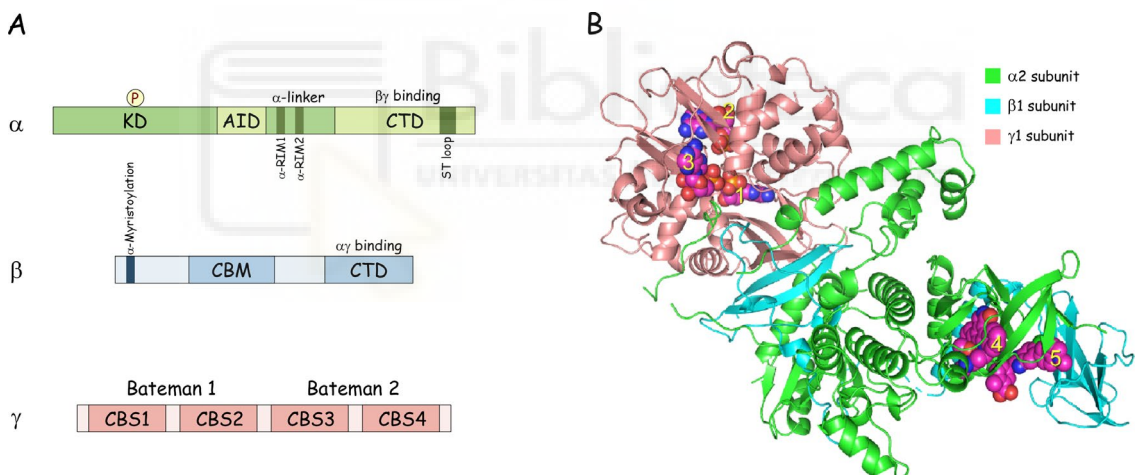 A
B
P
α-linker
βγ binding
α
KD
AID
CTD
α-RIM1
α-RIM2
ST loop
α-Myristoylation
αγ binding
β
CBM
CTD
Bateman 1
Bateman 2
γ
CBS1
CBS2
CBS3
CBS4
α2 subunit
β1 subunit
γ1 subunit
2
3
1
4
5
Biblioteca